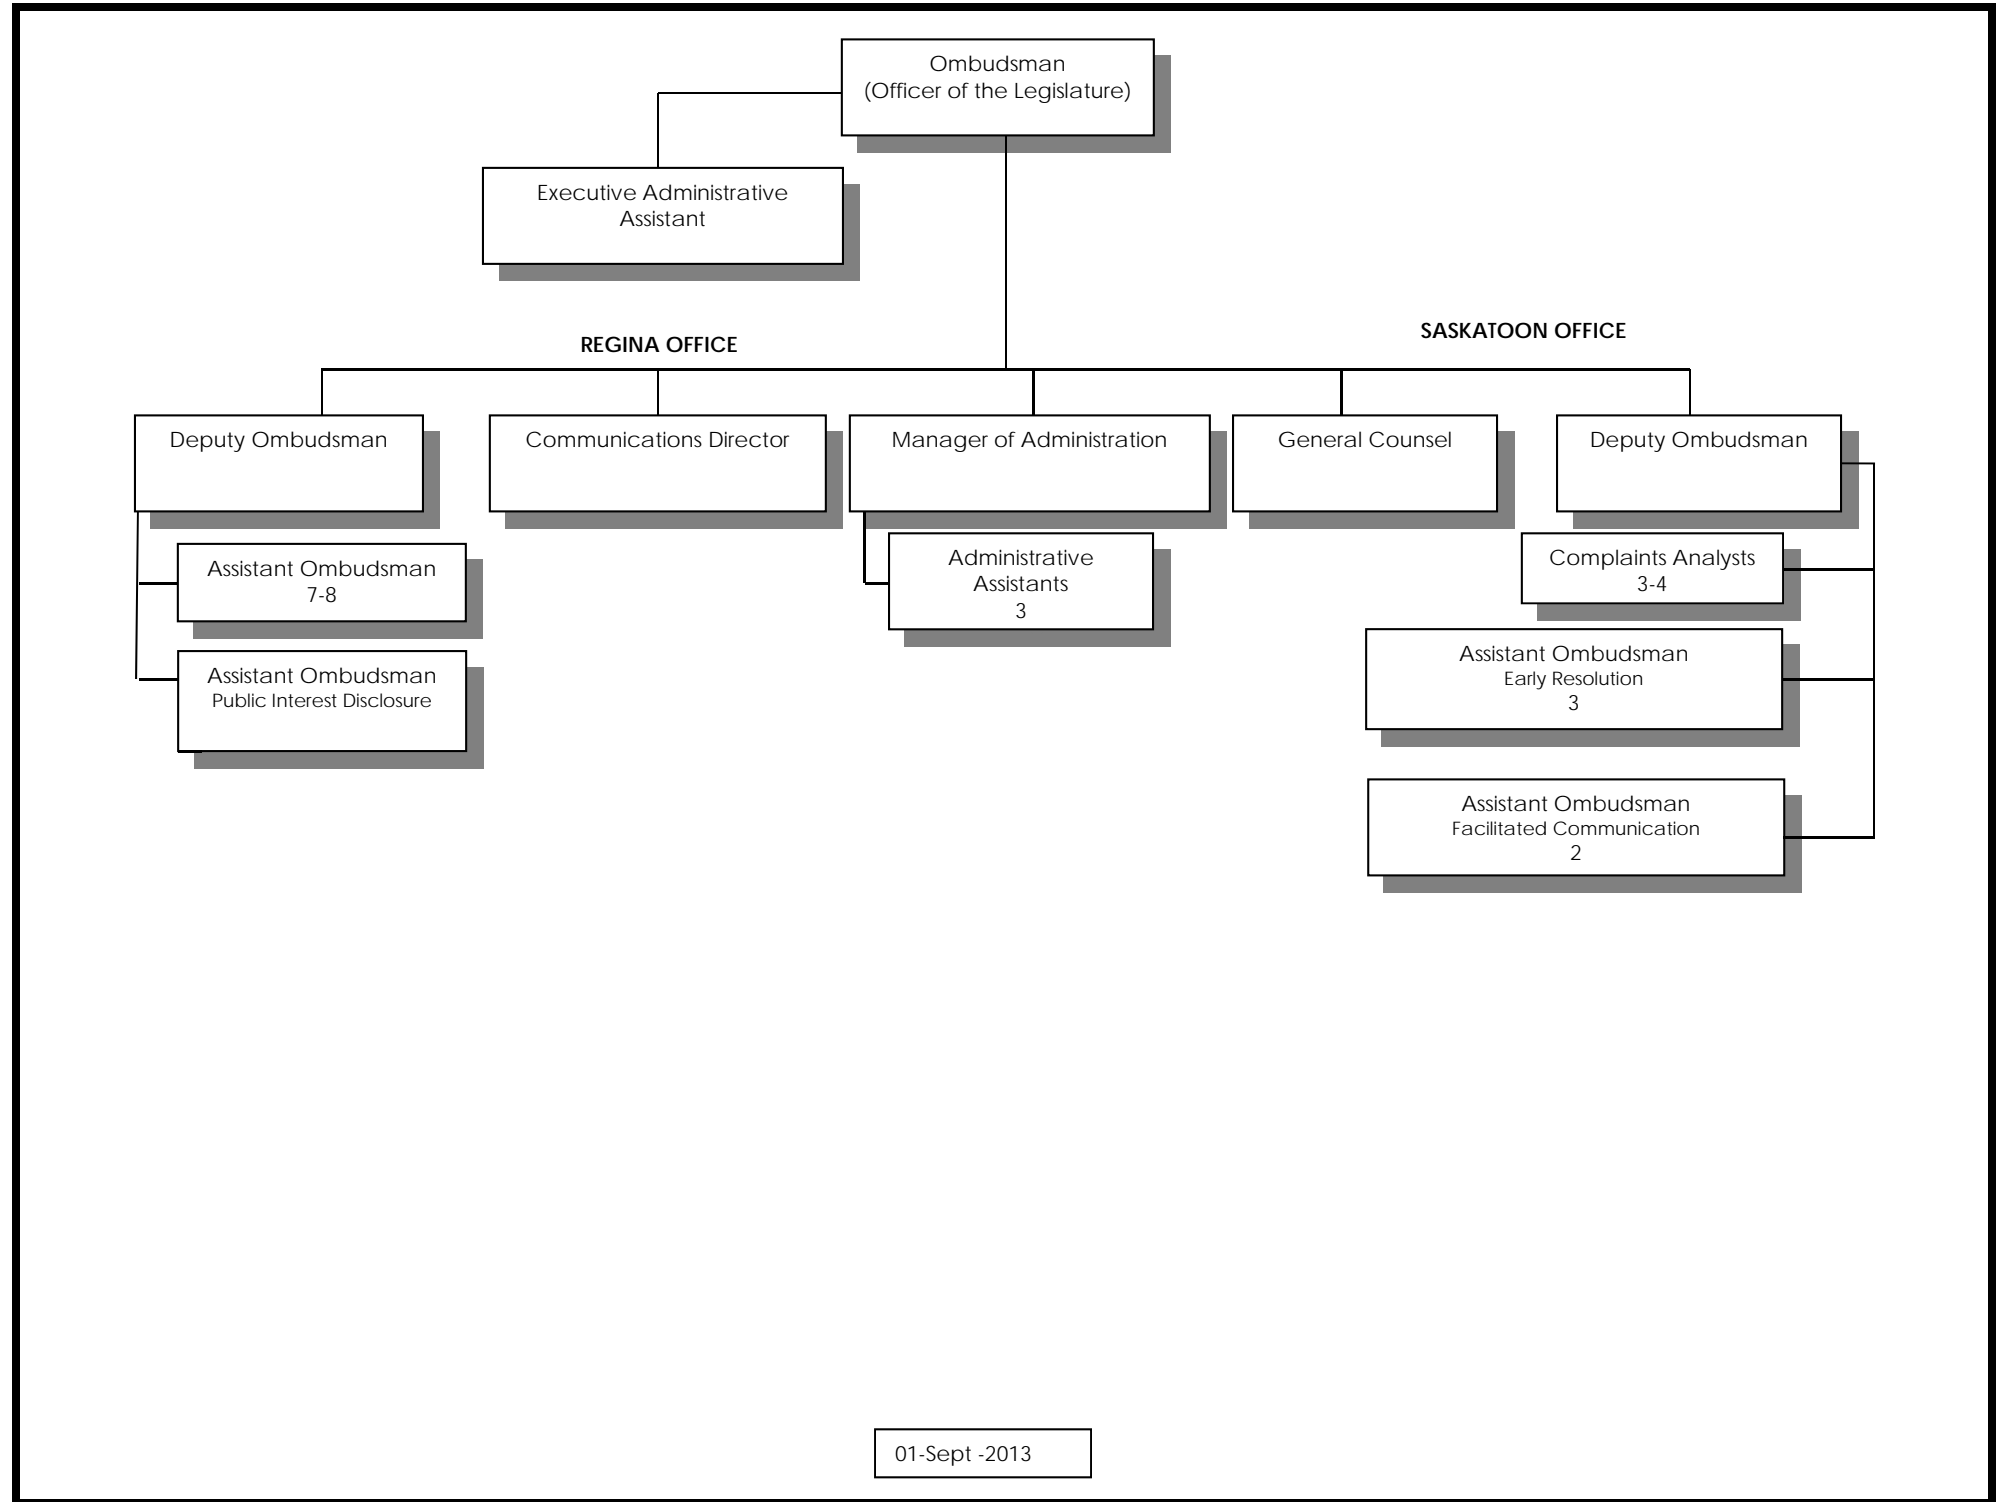 Ombudsman
(Officer of the Legislature)
Executive Administrative
Assistant
REGINA OFFICE
SASKATOON OFFICE
Deputy Ombudsman
Communications Director
Manager of Administration
General Counsel
Deputy Ombudsman
Assistant Ombudsman
7-8
Assistant Ombudsman
Public Interest Disclosure
Administrative
Assistants
3
Complaints Analysts
3-4
Assistant Ombudsman
Early Resolution
3
Assistant Ombudsman
Facilitated Communication
2
01-Sept -2013